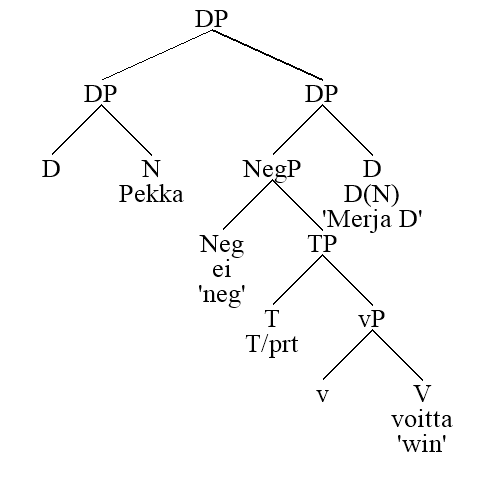 DP
DP DP
D N NegP D
Pekka D(N)
'Merja D'
Neg TP
ei
'neg'
T vP
T/prt
v V
voitta
'win'